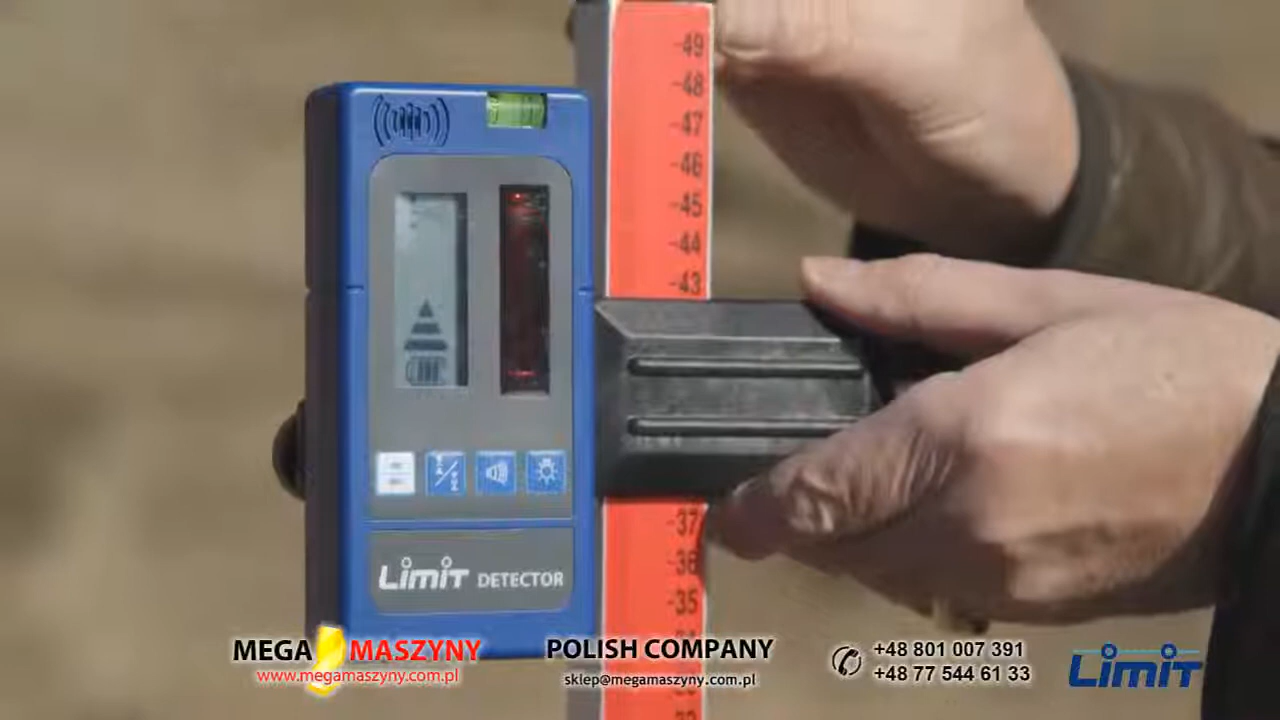 -49
-48
-47
-46
-45
-44
-43
-37
-36
-35
LIMIT DETECTOR
MEGA MASZYNY
www.megamaszyny.com.pl
POLISH COMPANY
sklep@megamaszyny.com.pl
+48 801 007 391
+48 77 544 61 33
LIMIT